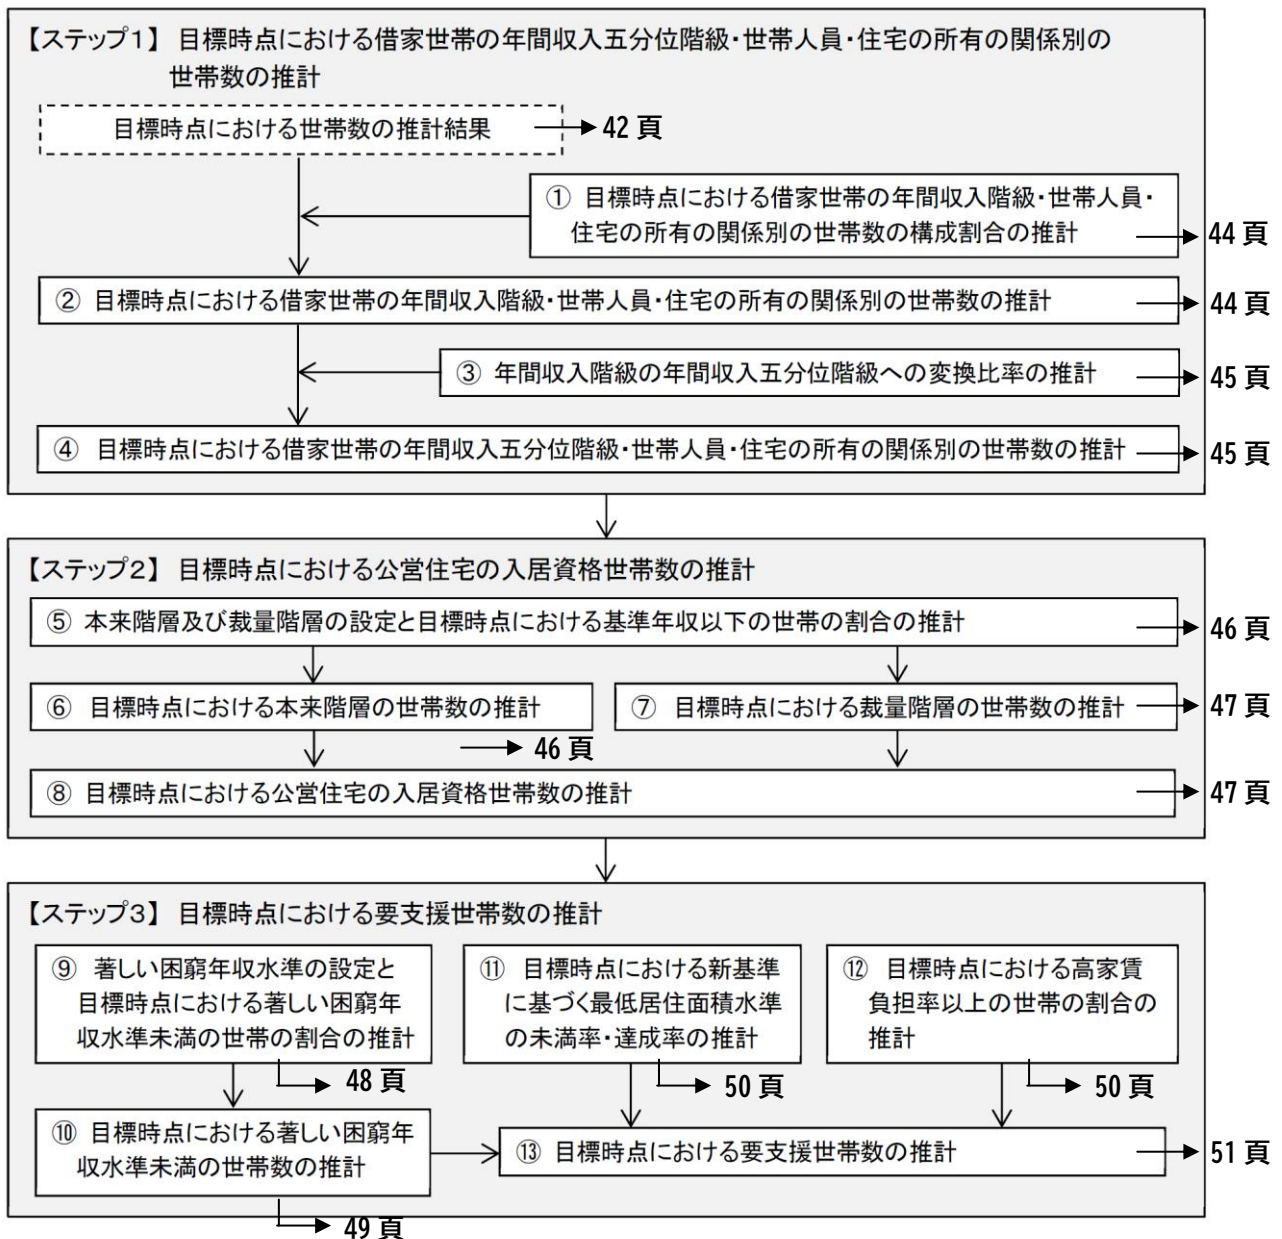 【ステップ1】 目標時点における借家世帯の年間収入五分位階級・世帯人員・住宅の所有の関係別の
世帯数の推計
目標時点における世帯数の推計結果
42 頁
① 目標時点における借家世帯の年間収入階級・世帯人員・
住宅の所有の関係別の世帯数の構成割合の推計
44 頁
② 目標時点における借家世帯の年間収入階級・世帯人員・住宅の所有の関係別の世帯数の推計
44 頁
③ 年間収入階級の年間収入五分位階級への変換比率の推計
45 頁
④ 目標時点における借家世帯の年間収入五分位階級・世帯人員・住宅の所有の関係別の世帯数の推計
45 頁
【ステップ2】 目標時点における公営住宅の入居資格世帯数の推計
⑤ 本来階層及び裁量階層の設定と目標時点における基準年収以下の世帯の割合の推計
46 頁
⑥ 目標時点における本来階層の世帯数の推計
46 頁
⑦ 目標時点における裁量階層の世帯数の推計
47 頁
⑧ 目標時点における公営住宅の入居資格世帯数の推計
47 頁
【ステップ3】 目標時点における要支援世帯数の推計
⑨ 著しい困窮年収水準の設定と
目標時点における著しい困窮年
収水準未満の世帯の割合の推計
48 頁
⑪ 目標時点における新基準
に基づく最低居住面積水準
の未満率・達成率の推計
50 頁
⑫ 目標時点における高家賃
負担率以上の世帯の割合の
推計
50 頁
⑩ 目標時点における著しい困窮年
収水準未満の世帯数の推計
49 頁
⑬ 目標時点における要支援世帯数の推計
51 頁